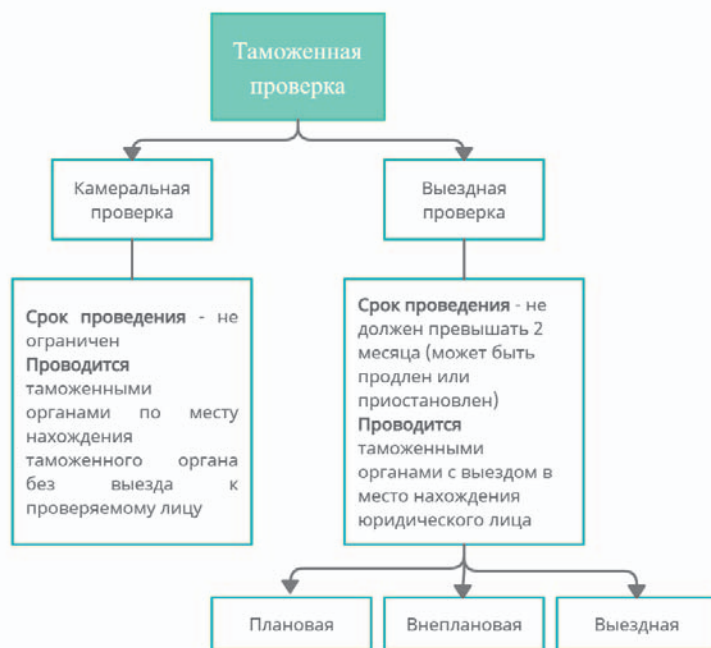 Таможенная
проверка
Камеральная
проверка
Выездная
проверка
Срок проведения - не
ограничен
Проводится
таможенными
органами по месту
нахождения
таможенного органа
без выезда к
проверяемому лицу
Срок проведения - не
должен превышать 2
месяца (может быть
продлен или
приостановлен)
Проводится
таможенными
органами с выездом в
место нахождения
юридического лица
Плановая
Внеплановая
Выездная